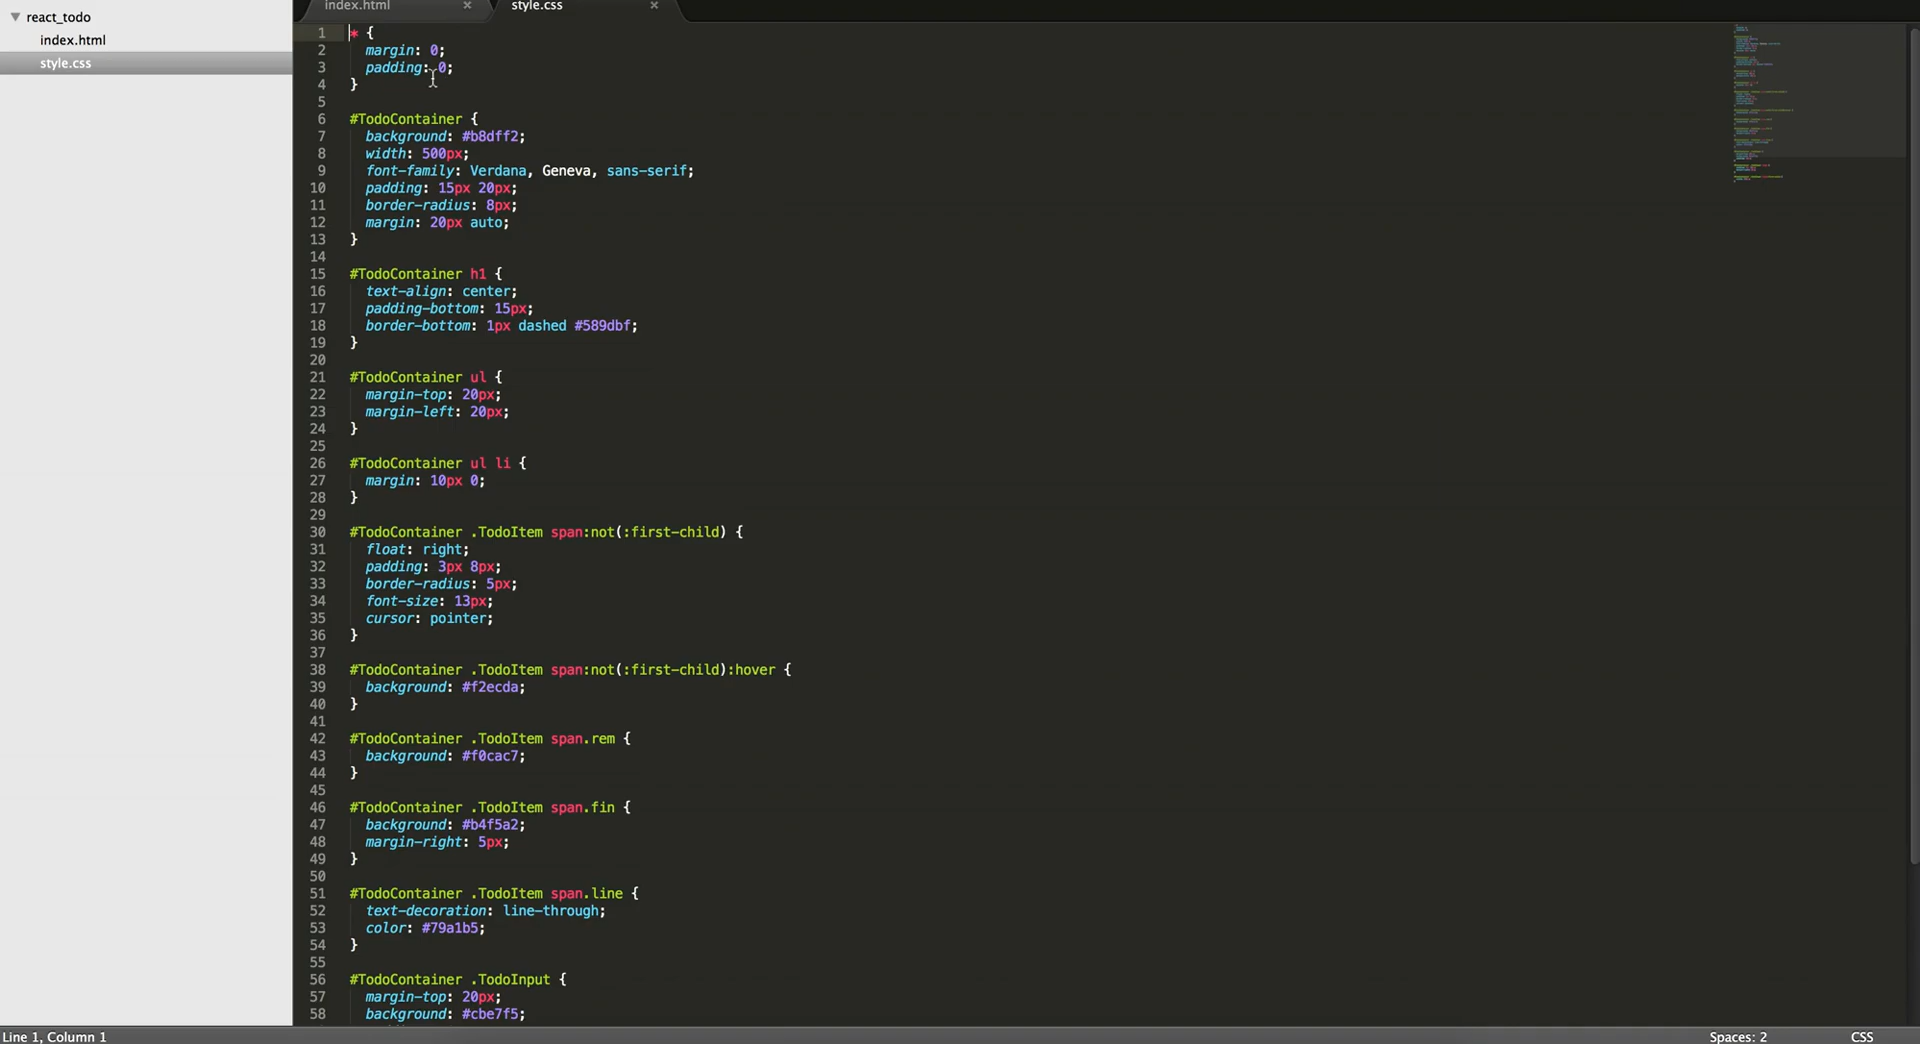 react_todo
index.html
style.css
index.html × style.css ×
1 * {
2 margin: 0;
3 padding: 0;
4 }
5
6 #TodoContainer {
7 background: #b8dff2;
8 width: 500px;
9 font-family: Verdana, Geneva, sans-serif;
10 padding: 15px 20px;
11 border-radius: 8px;
12 margin: 20px auto;
13 }
14
15 #TodoContainer h1 {
16 text-align: center;
17 padding-bottom: 15px;
18 border-bottom: 1px dashed #589dbf;
19 }
20
21 #TodoContainer ul {
22 margin-top: 20px;
23 margin-left: 20px;
24 }
25
26 #TodoContainer ul li {
27 margin: 10px 0;
28 }
29
30 #TodoContainer .TodoItem span:not(:first-child) {
31 float: right;
32 padding: 3px 8px;
33 border-radius: 5px;
34 font-size: 13px;
35 cursor: pointer;
36 }
37
38 #TodoContainer .TodoItem span:not(:first-child):hover {
39 background: #f2ecda;
40 }
41
42 #TodoContainer .TodoItem span.rem {
43 background: #f0cac7;
44 }
45
46 #TodoContainer .TodoItem span.fin {
47 background: #b4f5a2;
48 margin-right: 5px;
49 }
50
51 #TodoContainer .TodoItem span.line {
52 text-decoration: line-through;
53 color: #79a1b5;
54 }
55
56 #TodoContainer .TodoInput {
57 margin-top: 20px;
58 background: #cbe7f5;
Line 1, Column 1
Spaces: 2
CSS